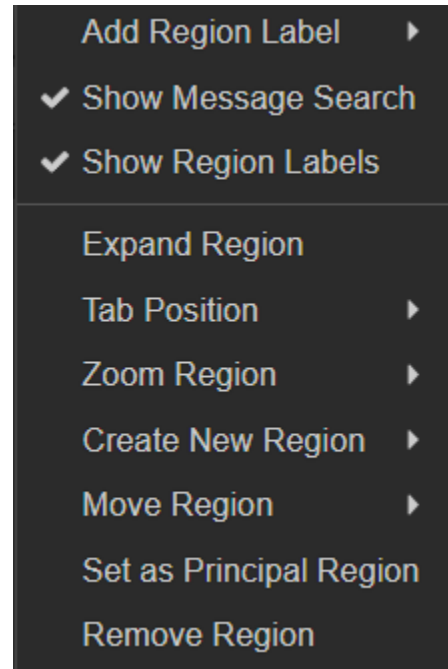 Add Region Label
Show Message Search
Show Region Labels
Expand Region
Tab Position
Zoom Region
Create New Region
Move Region
Set as Principal Region
Remove Region